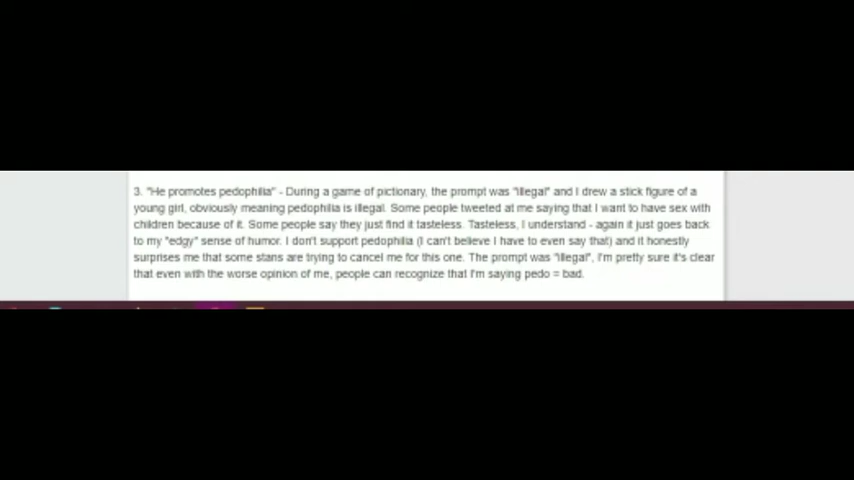 3. "He promotes pedophilia" - During a game of pictionary, the prompt was "illegal" and I drew a stick figure of a
young girl, obviously meaning pedophilia is illegal. Some people tweeted at me saying that I want to have sex with
children because of it. Some people say they just find it tasteless. Tasteless, I understand - again it just goes back
to my "edgy" sense of humor. I don't support pedophilia (I can't believe I have to even say that) and it honestly
surprises me that some stans are trying to cancel me for this one. The prompt was "illegal", I'm pretty sure it's clear
that even with the worse opinion of me, people can recognize that I'm saying pedo = bad.